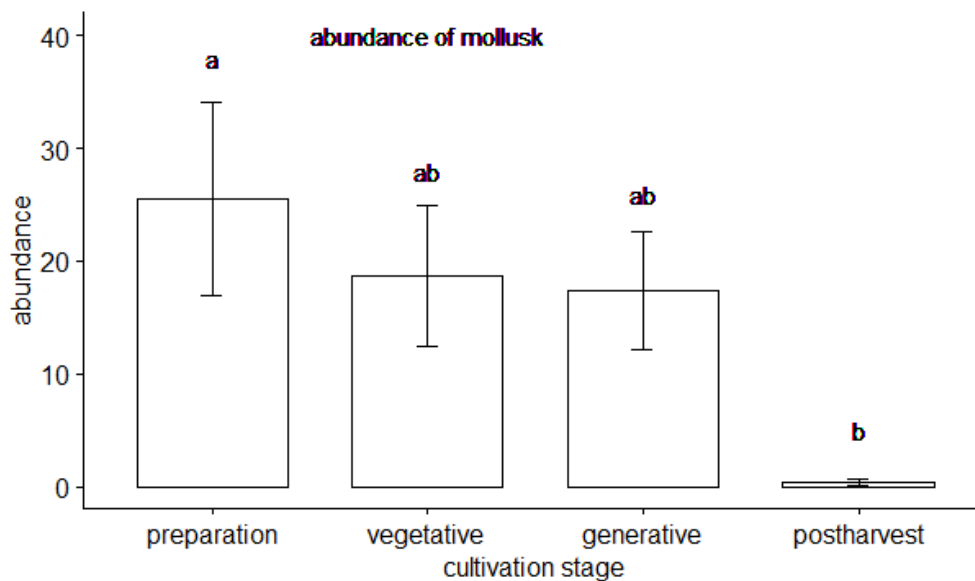 abundance of mollusk
40
30
20
10
0
abundance
a
ab
ab
b
preparation
vegetative
generative
postharvest
cultivation stage